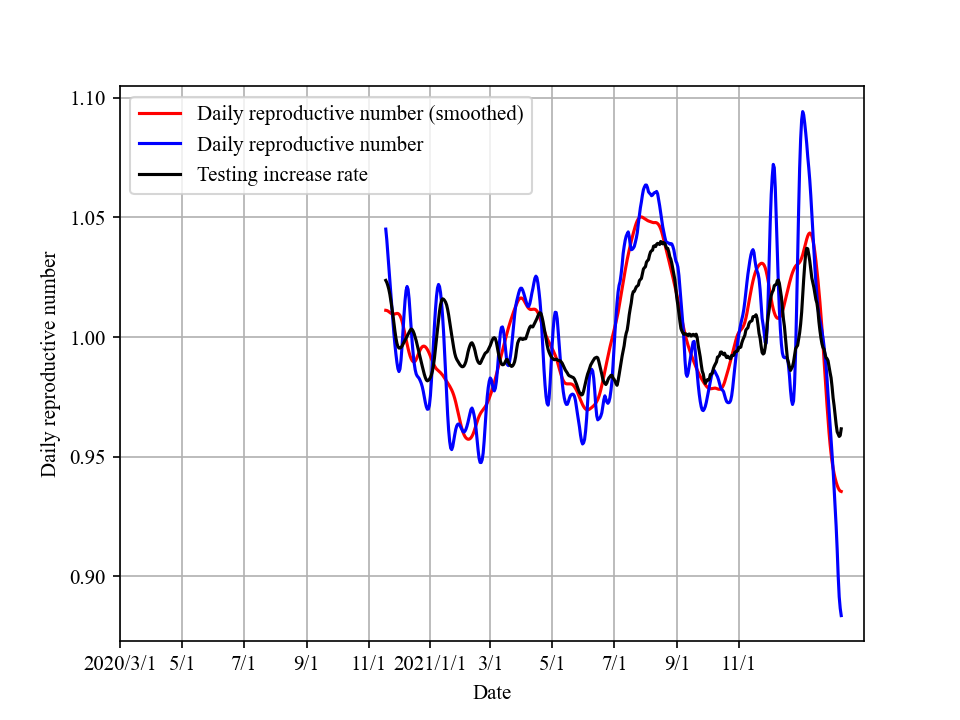 Daily reproductive number (smoothed)
Daily reproductive number
Testing increase rate
Daily reproductive number
1.10
1.05
1.00
0.95
0.90
2020/3/1 5/1 7/1 9/1 11/1 2021/1/1 3/1 5/1 7/1 9/1 11/1
Date